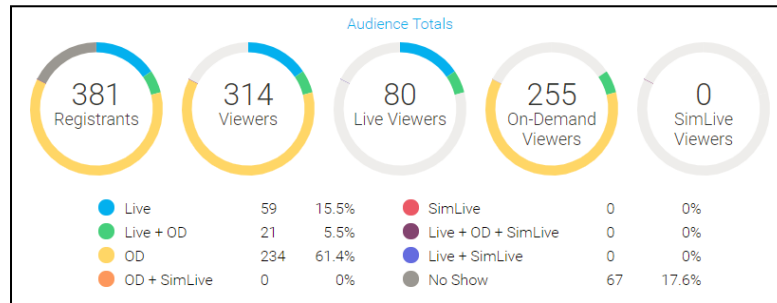 Audience Totals
381
Registrants
314
Viewers
80
Live Viewers
255
On-Demand
Viewers
0
SimLive
Viewers
Live 59 15.5%
Live + OD 21 5.5%
OD 234 61.4%
OD + SimLive 0 0%
SimLive 0 0%
Live + OD + SimLive 0 0%
Live + SimLive 0 0%
No Show 67 17.6%